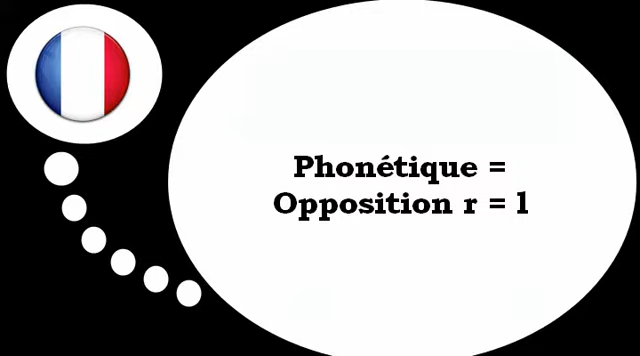 Phonétique =
Opposition r = l